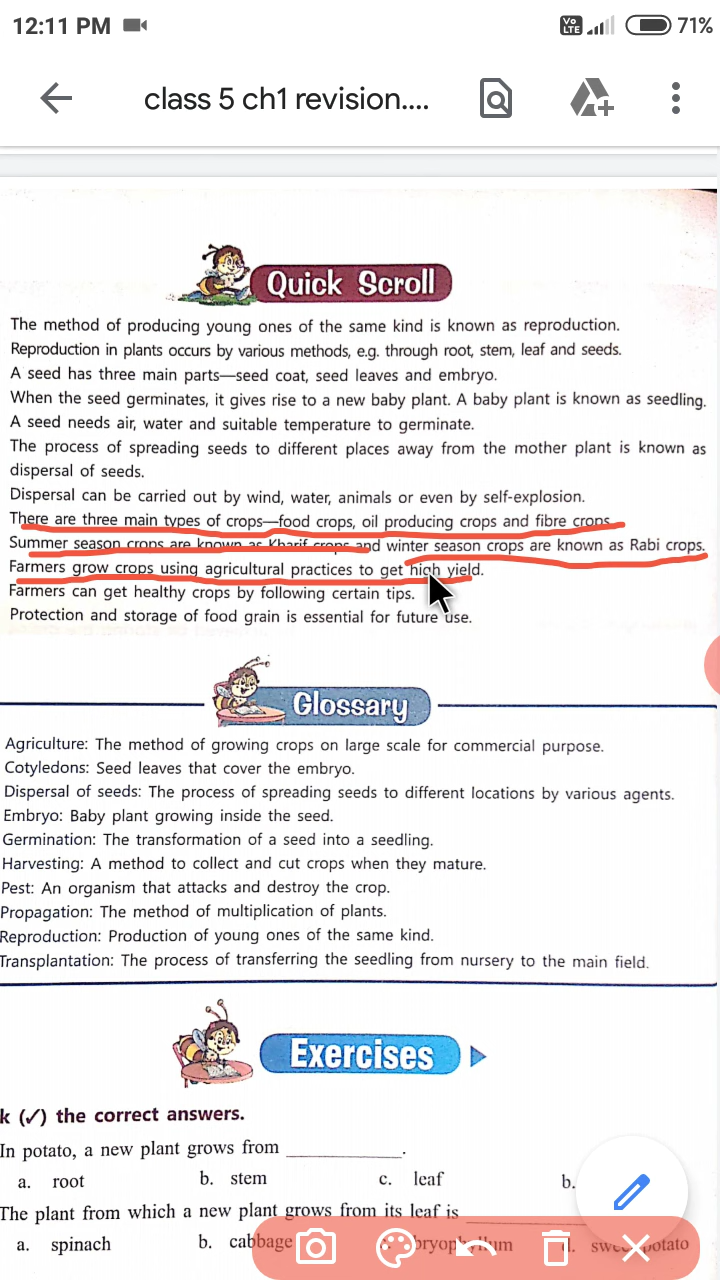 12:11 PM
Vo LTE
71%
class 5 ch1 revision....
Quick Scroll
The method of producing young ones of the same kind is known as reproduction.
Reproduction in plants occurs by various methods, e.g. through root, stem, leaf and seeds.
A seed has three main parts—seed coat, seed leaves and embryo.
When the seed germinates, it gives rise to a new baby plant. A baby plant is known as seedling.
A seed needs air, water and suitable temperature to germinate.
The process of spreading seeds to different places away from the mother plant is known as
dispersal of seeds.
Dispersal can be carried out by wind, water, animals or even by self-explosion.
There are three main types of crops—food crops, oil producing crops and fibre crops
Summer season crops are known as Kharif crops and winter season crops are known as Rabi crops.
Farmers grow crops using agricultural practices to get high yield.
Farmers can get healthy crops by following certain tips.
Protection and storage of food grain is essential for future use.
Glossary
Agriculture: The method of growing crops on large scale for commercial purpose.
Cotyledons: Seed leaves that cover the embryo.
Dispersal of seeds: The process of spreading seeds to different locations by various agents.
Embryo: Baby plant growing inside the seed.
Germination: The transformation of a seed into a seedling.
Harvesting: A method to collect and cut crops when they mature.
Pest: An organism that attacks and destroy the crop.
Propagation: The method of multiplication of plants.
Reproduction: Production of young ones of the same kind.
Transplantation: The process of transferring the seedling from nursery to the main field.
Exercises
k (✓) the correct answers.
In potato, a new plant grows from ____________.
a. root b. stem c. leaf b.
The plant from which a new plant grows from its leaf is ____________
a. spinach b. cabbage d. potato